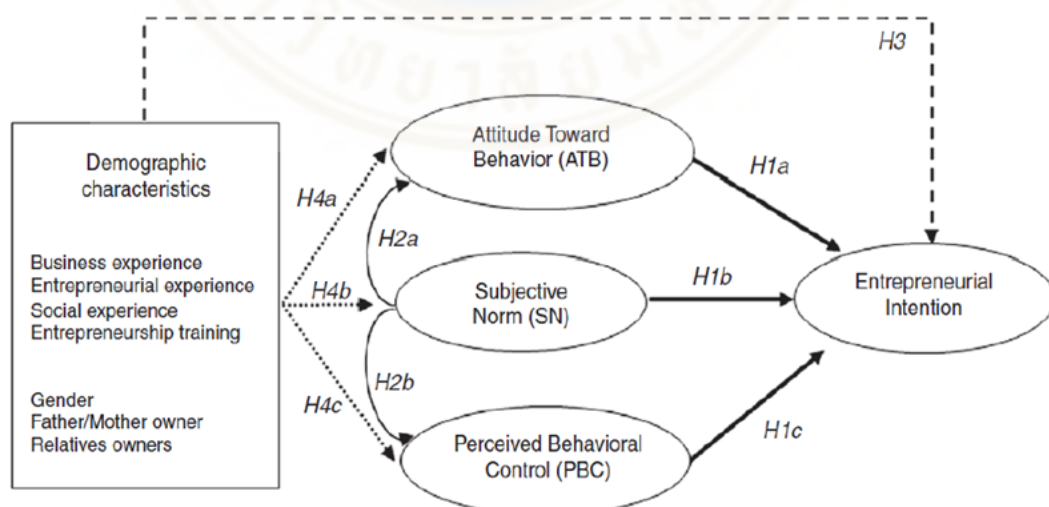 H3
Attitude Toward
Behavior (ATB)
Demographic
characteristics
H4a
H1a
H2a
Business experience
Entrepreneurial experience
Social experience
Entrepreneurship training
H4b
Subjective
Norm (SN)
H1b
Entrepreneurial
Intention
H2b
H4c
Gender
Father/Mother owner
Relatives owners
Perceived Behavioral
Control (PBC)
H1c